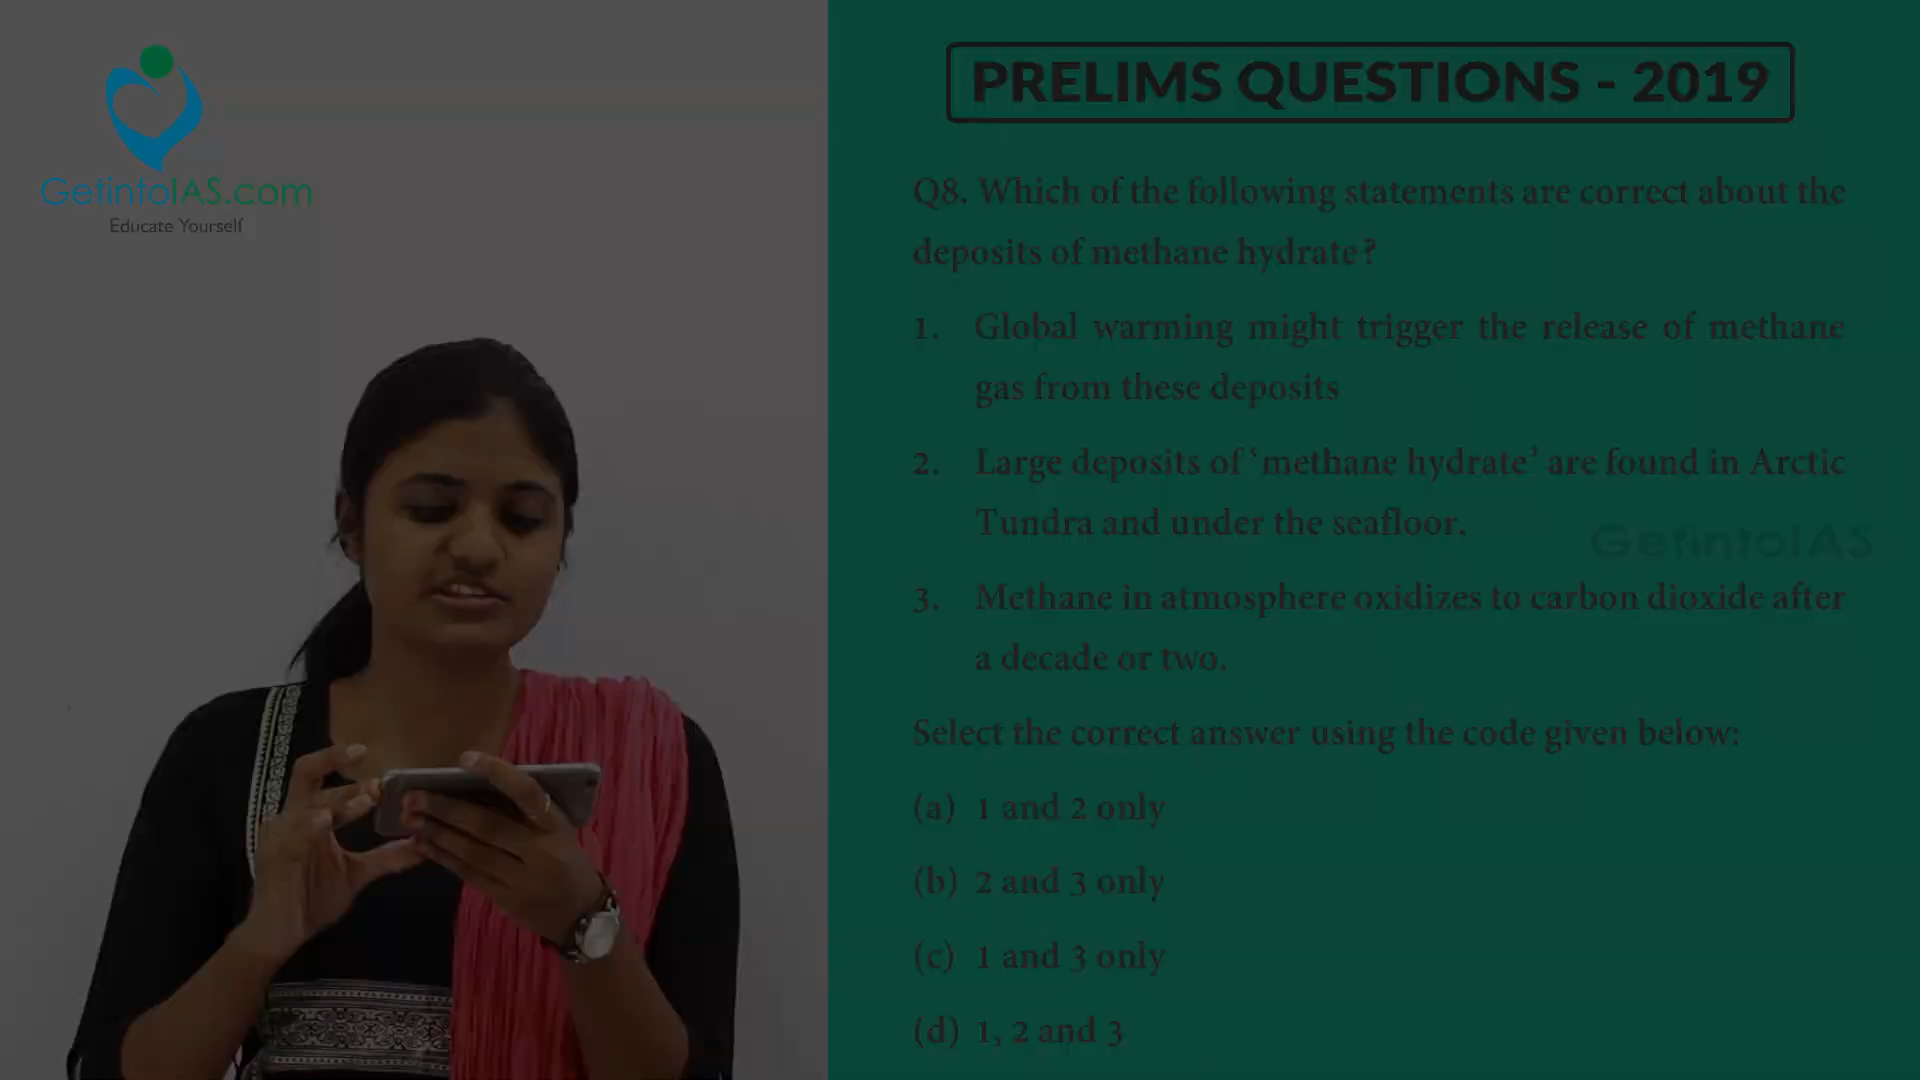 GetintoIAS.com
Educate Yourself
PRELIMS QUESTIONS - 2019
Q8. Which of the following statements are correct about the
deposits of methane hydrate?
1. Global warming might trigger the release of methane
gas from these deposits
2. Large deposits of ‘methane hydrate’ are found in Arctic
Tundra and under the seafloor.
GetintoIAS
3. Methane in atmosphere oxidizes to carbon dioxide after
a decade or two.
Select the correct answer using the code given below:
(a) 1 and 2 only
(b) 2 and 3 only
(c) 1 and 3 only
(d) 1, 2 and 3